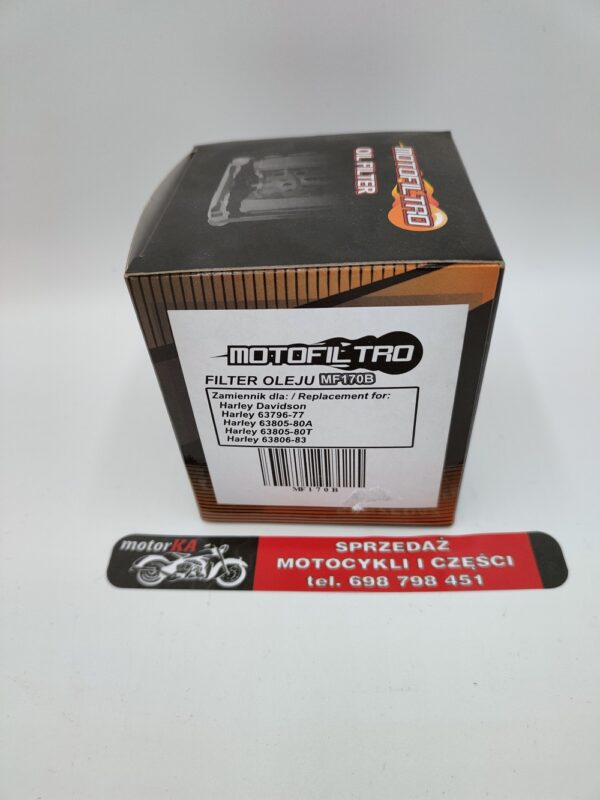 MOTOFILTRO
OIL FILTER
MOTOFILTRO
FILTER OLEJU MF170B
Zamiennik dla: / Replacement for:
Harley Davidson
Harley 63796-77
Harley 63805-80A
Harley 63805-80T
Harley 63806-83
MF170B
motorKA
SPRZEDAŻ
MOTOCYKLI I CZĘŚCI
tel. 698 798 451